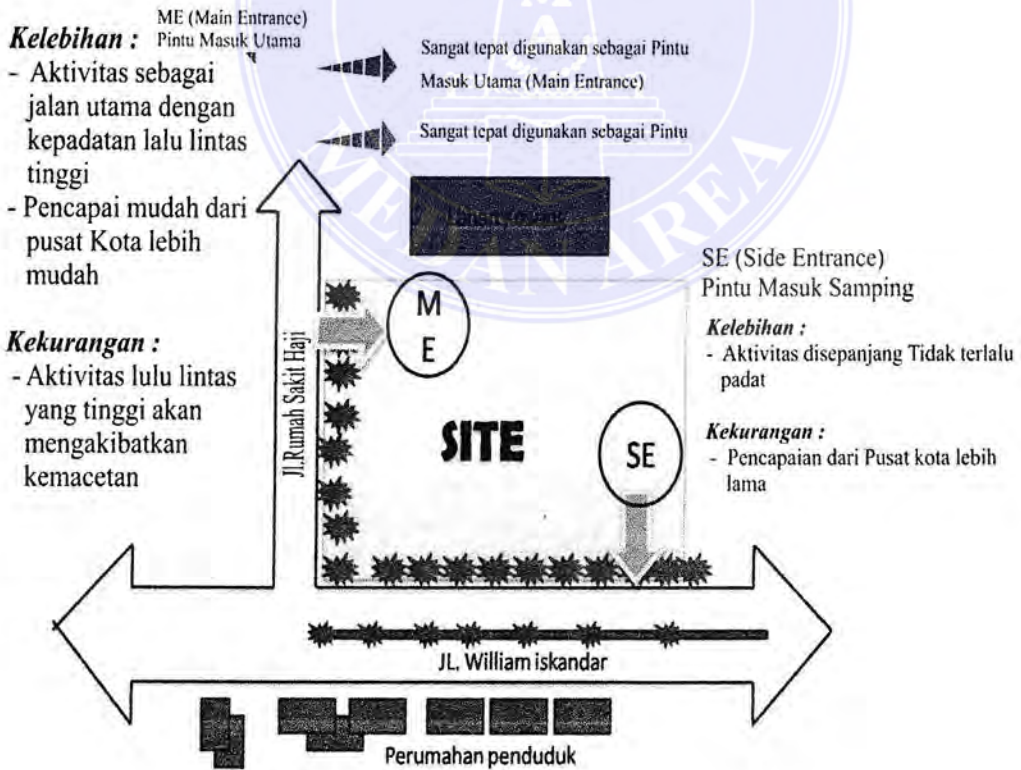 ME (Main Entrance)
Pintu Masuk Utama
Kelebihan :
- Aktivitas sebagai
jalan utama dengan
kepadatan lalu lintas
tinggi
- Pencapai mudah dari
pusat Kota lebih
mudah
Kekurangan :
- Aktivitas lulu lintas
yang tinggi akan
mengakibatkan
kemacetan
Sangat tepat digunakan sebagai Pintu
Masuk Utama (Main Entrance)
Sangat tepat digunakan sebagai Pintu
MEDAN AREA
Jl.Rumah Sakit Haji
M
E
SITE
SE
SE (Side Entrance)
Pintu Masuk Samping
Kelebihan :
- Aktivitas disepanjang Tidak terlalu
padat
Kekurangan :
- Pencapaian dari Pusat kota lebih
lama
JL. William iskandar
Perumahan penduduk